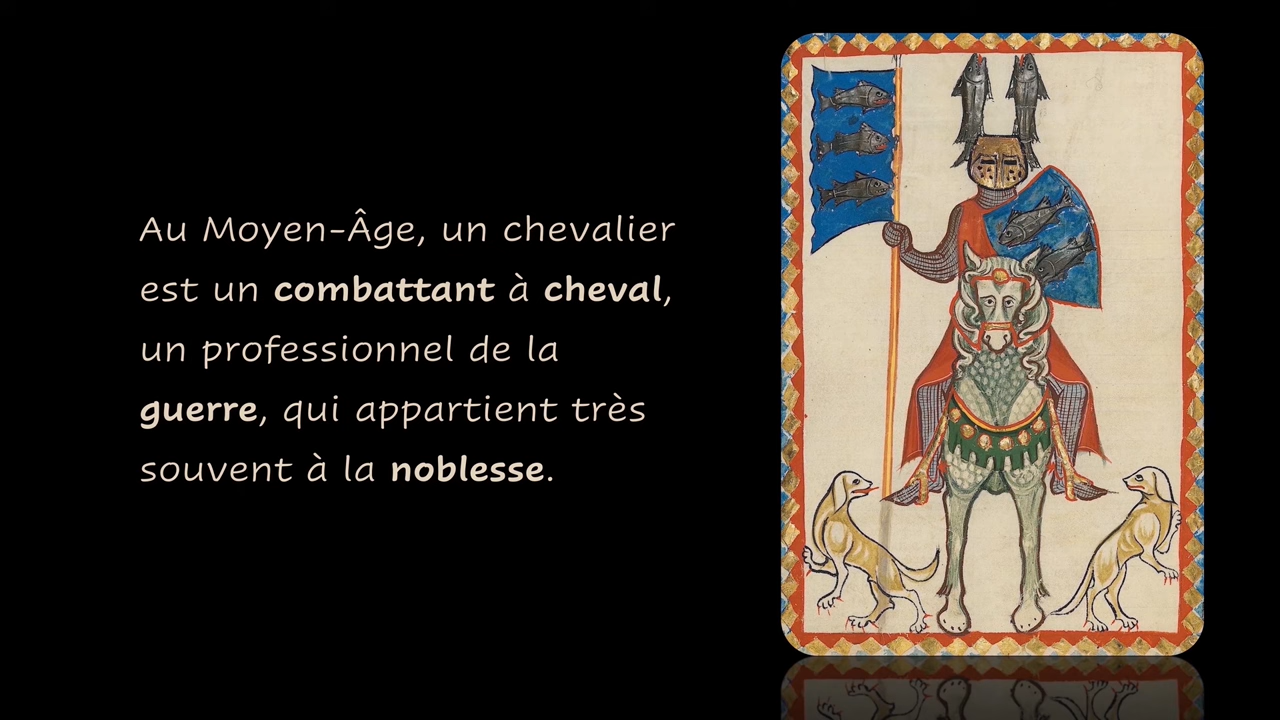 Au Moyen-Âge, un chevalier
est un combattant à cheval,
un professionnel de la
guerre, qui appartient très
souvent à la noblesse.